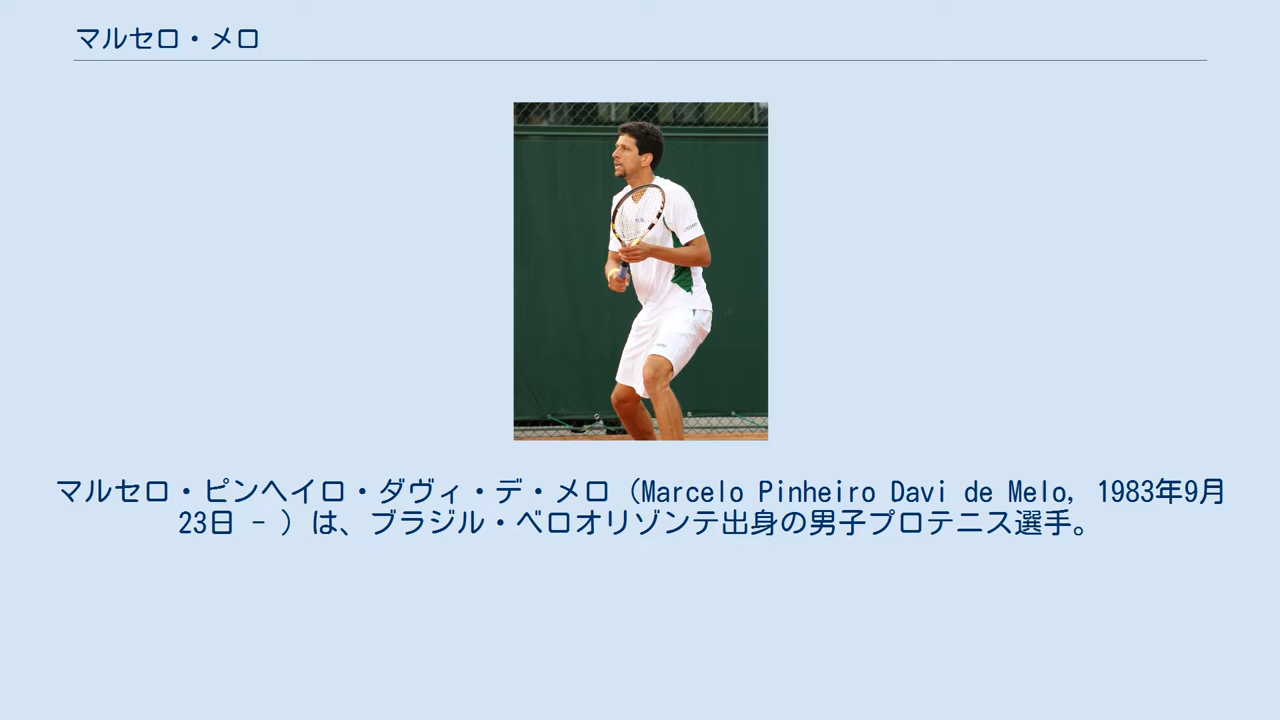 マルセロ・メロ
マルセロ・ピンヘイロ・ダヴィ・デ・メロ（Marcelo Pinheiro Davi de Melo, 1983年9月
23日 - ）は、ブラジル・ベロオリゾンテ出身の男子プロテニス選手。